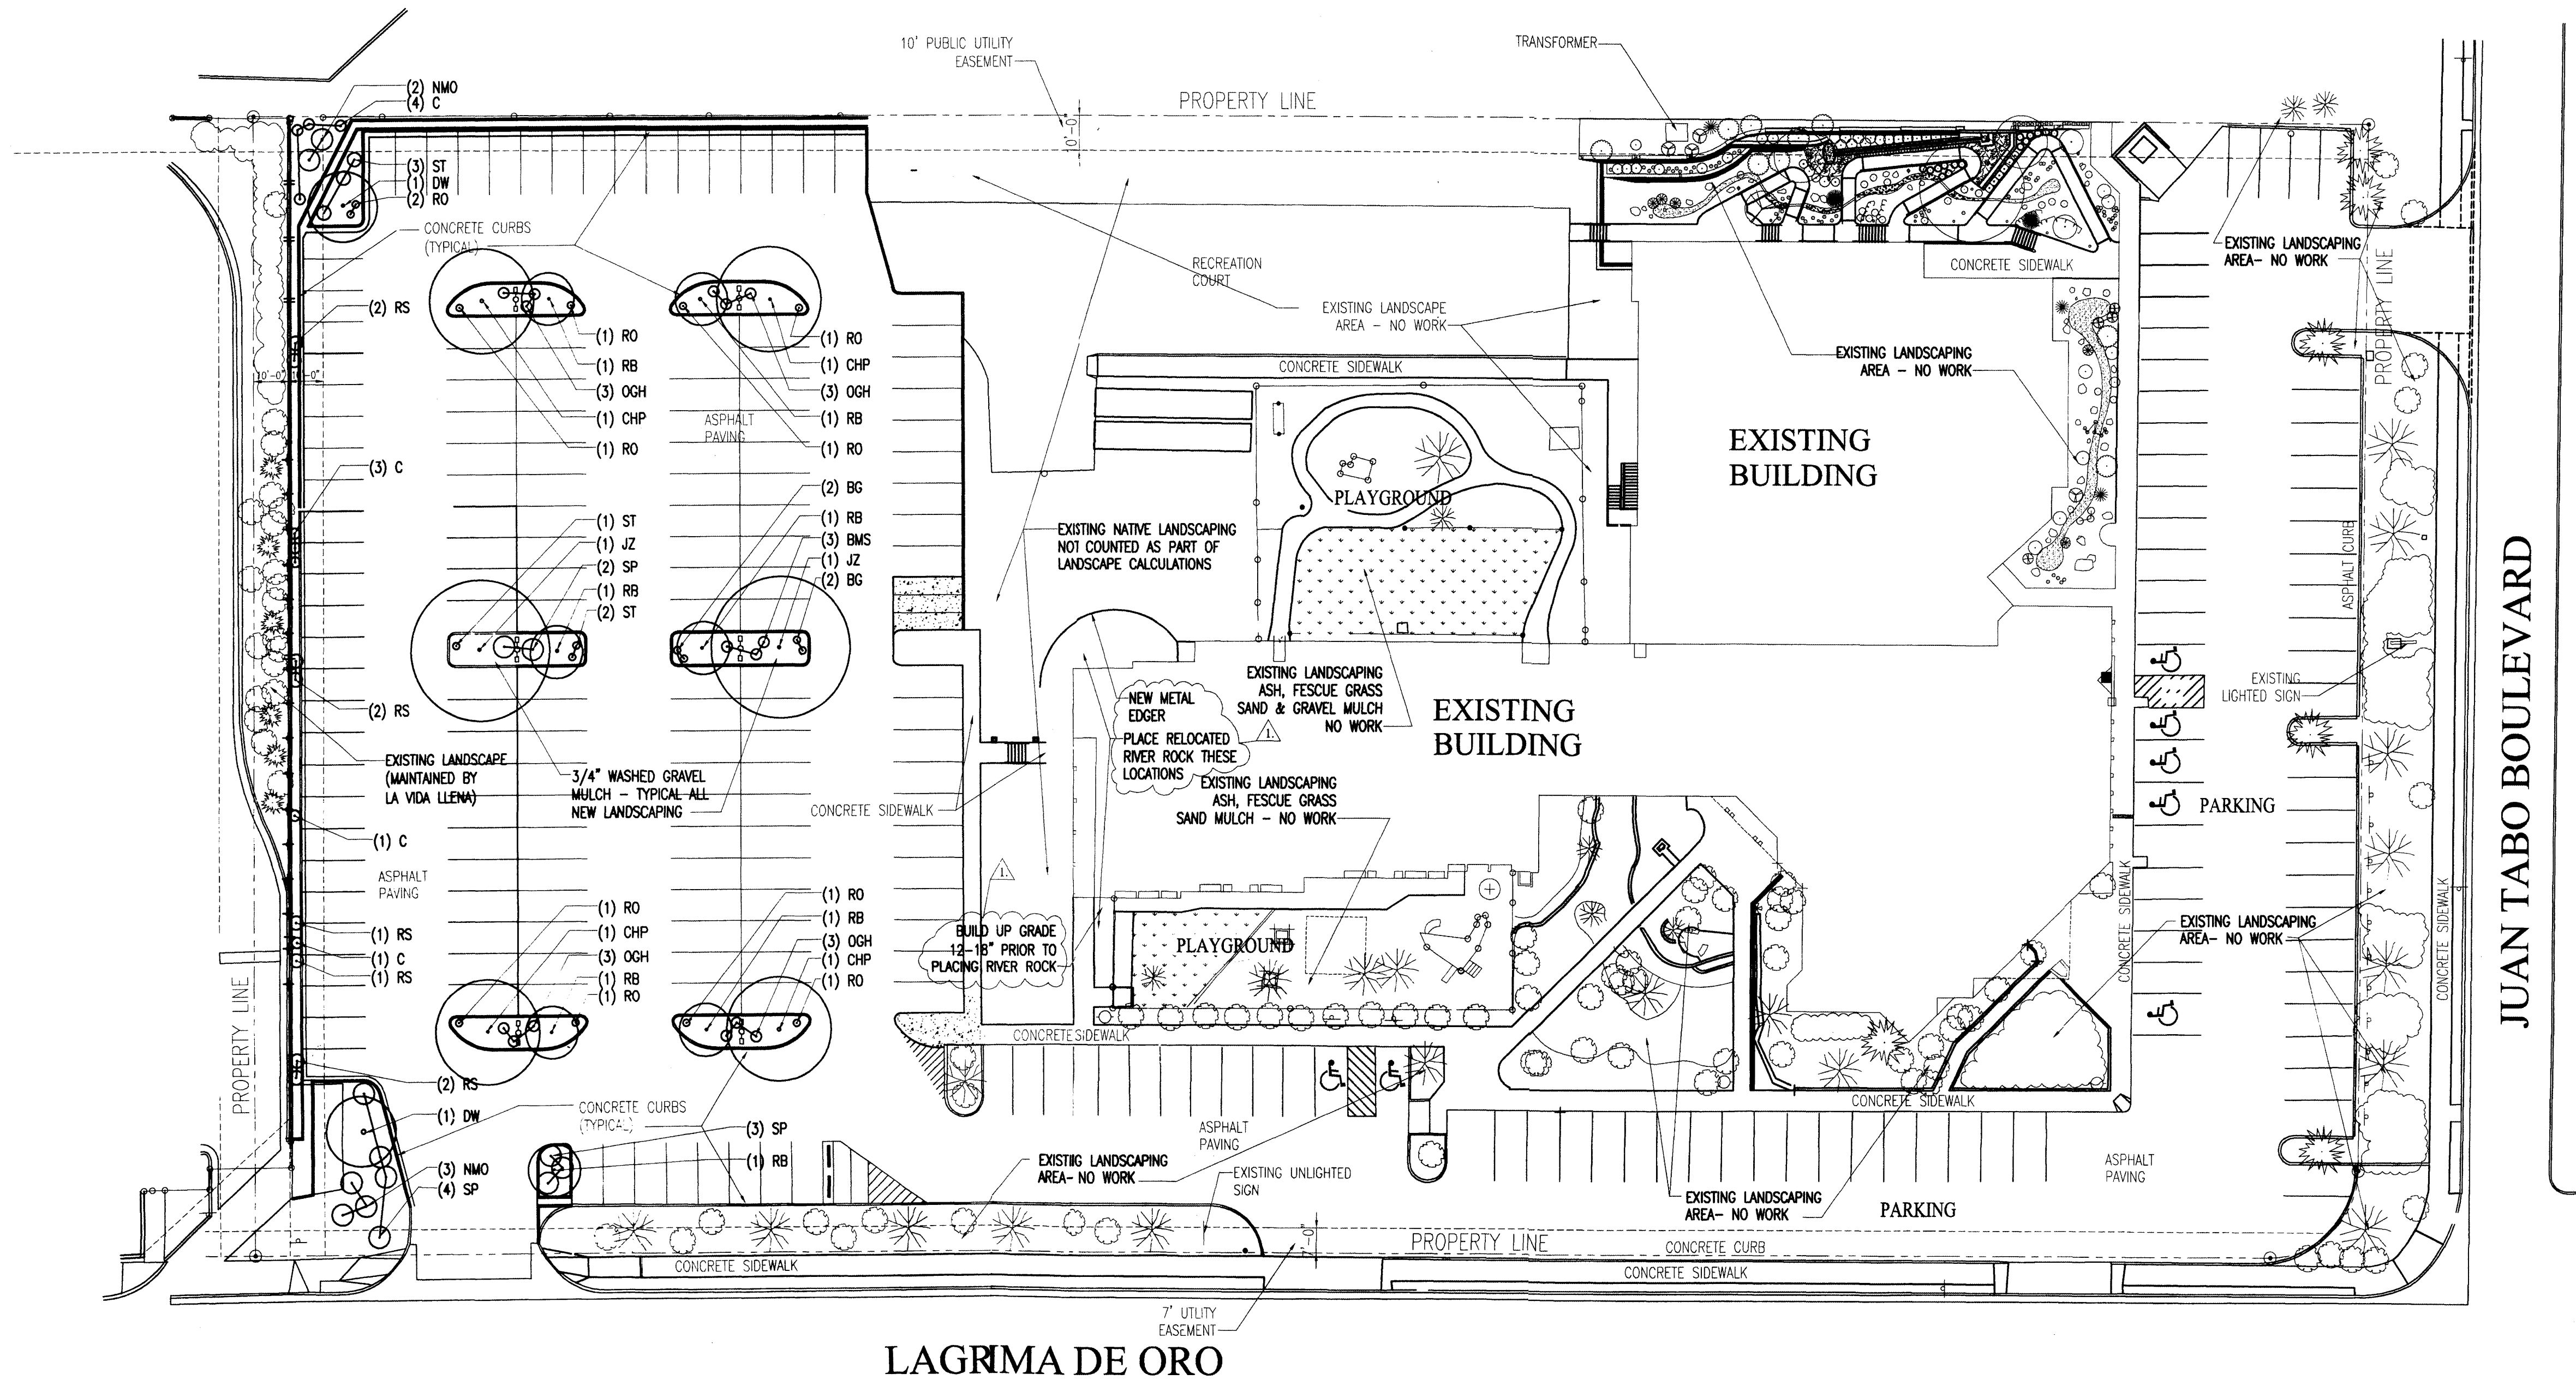 10' PUBLIC UTILITY
EASEMENT
TRANSFORMER
PROPERTY LINE
10'-0"
(2) NMO
(4) C
(3) ST
(1) DW
(2) RO
CONCRETE CURBS
(TYPICAL)
(2) RS
10'-0"
(3) C
(2) RS
EXISTING LANDSCAPE
(MAINTAINED BY
LA VIDA LLENA)
(1) C
ASPHALT
PAVING
(1) RS
(1) C
(1) RS
(2) RS
(1) DW
(3) NMO
(4) SP
PROPERTY LINE
(1) RO
(1) RB
(3) OGH
(1) CHP
(1) RO
ASPHALT
PAVING
(1) RO
(1) CHP
(3) OGH
(1) RB
(1) RO
(1) ST
(1) JZ
(2) SP
(1) RB
(2) ST
(2) BG
(1) RB
(3) BMS
(1) JZ
(2) BG
3/4" WASHED GRAVEL
MULCH - TYPICAL ALL
NEW LANDSCAPING
CONCRETE SIDEWALK
(1) RO
(1) CHP
(3) OGH
(1) RB
(1) RO
(1) RO
(1) RB
(3) OGH
(1) CHP
(1) RO
CONCRETE CURBS
(TYPICAL)
(3) SP
(1) RB
RECREATION
COURT
EXISTING LANDSCAPE
AREA - NO WORK
CONCRETE SIDEWALK
PLAYGROUND
EXISTING NATIVE LANDSCAPING
NOT COUNTED AS PART OF
LANDSCAPE CALCULATIONS
EXISTING LANDSCAPING
ASH, FESCUE GRASS
SAND & GRAVEL MULCH
NO WORK
NEW METAL
EDGER
PLACE RELOCATED
RIVER ROCK THESE
LOCATIONS
1.
EXISTING LANDSCAPING
ASH, FESCUE GRASS
SAND MULCH - NO WORK
1.
BUILD UP GRADE
12-18" PRIOR TO
PLACING RIVER ROCK
PLAYGROUND
CONCRETE SIDEWALK
ASPHALT
PAVING
EXISTIIG LANDSCAPING
AREA- NO WORK
EXISTING UNLIGHTED
SIGN
7'-0"
CONCRETE SIDEWALK
7' UTLITY
EASEMENT
EXISTING
BUILDING
EXISTING
BUILDING
EXISTING LANDSCAPING
AREA - NO WORK
CONCRETE SIDEWALK
EXISTING LANDSCAPING
AREA- NO WORK
PROPERTY LINE
PROPERTY LINE
ASPHALT CURB
EXISTING
LIGHTED SIGN
PARKING
EXISTING LANDSCAPING
AREA- NO WORK
CONCRETE SIDEWALK
CONCRETE SIDEWALK
CONCRETE SIDEWALK
EXISTING LANDSCAPING
AREA- NO WORK
PARKING
ASPHALT
PAVING
PROPERTY LINE
CONCRETE CURB
CONCRETE SIDEWALK
JUAN TABO BOULEVARD
LAGRIMA DE ORO